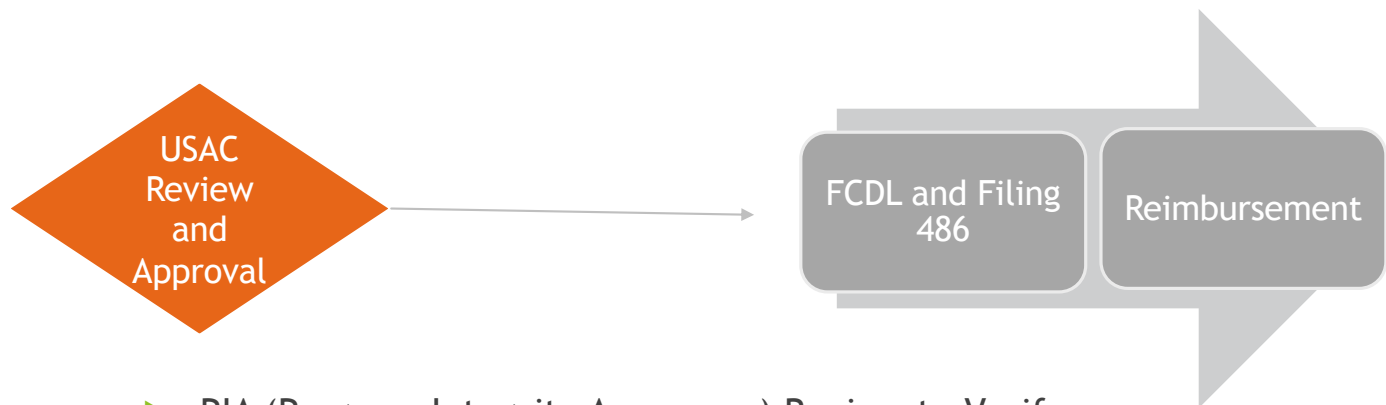 USAC
Review
and
Approval
FCDL and Filing
486
Reimbursement